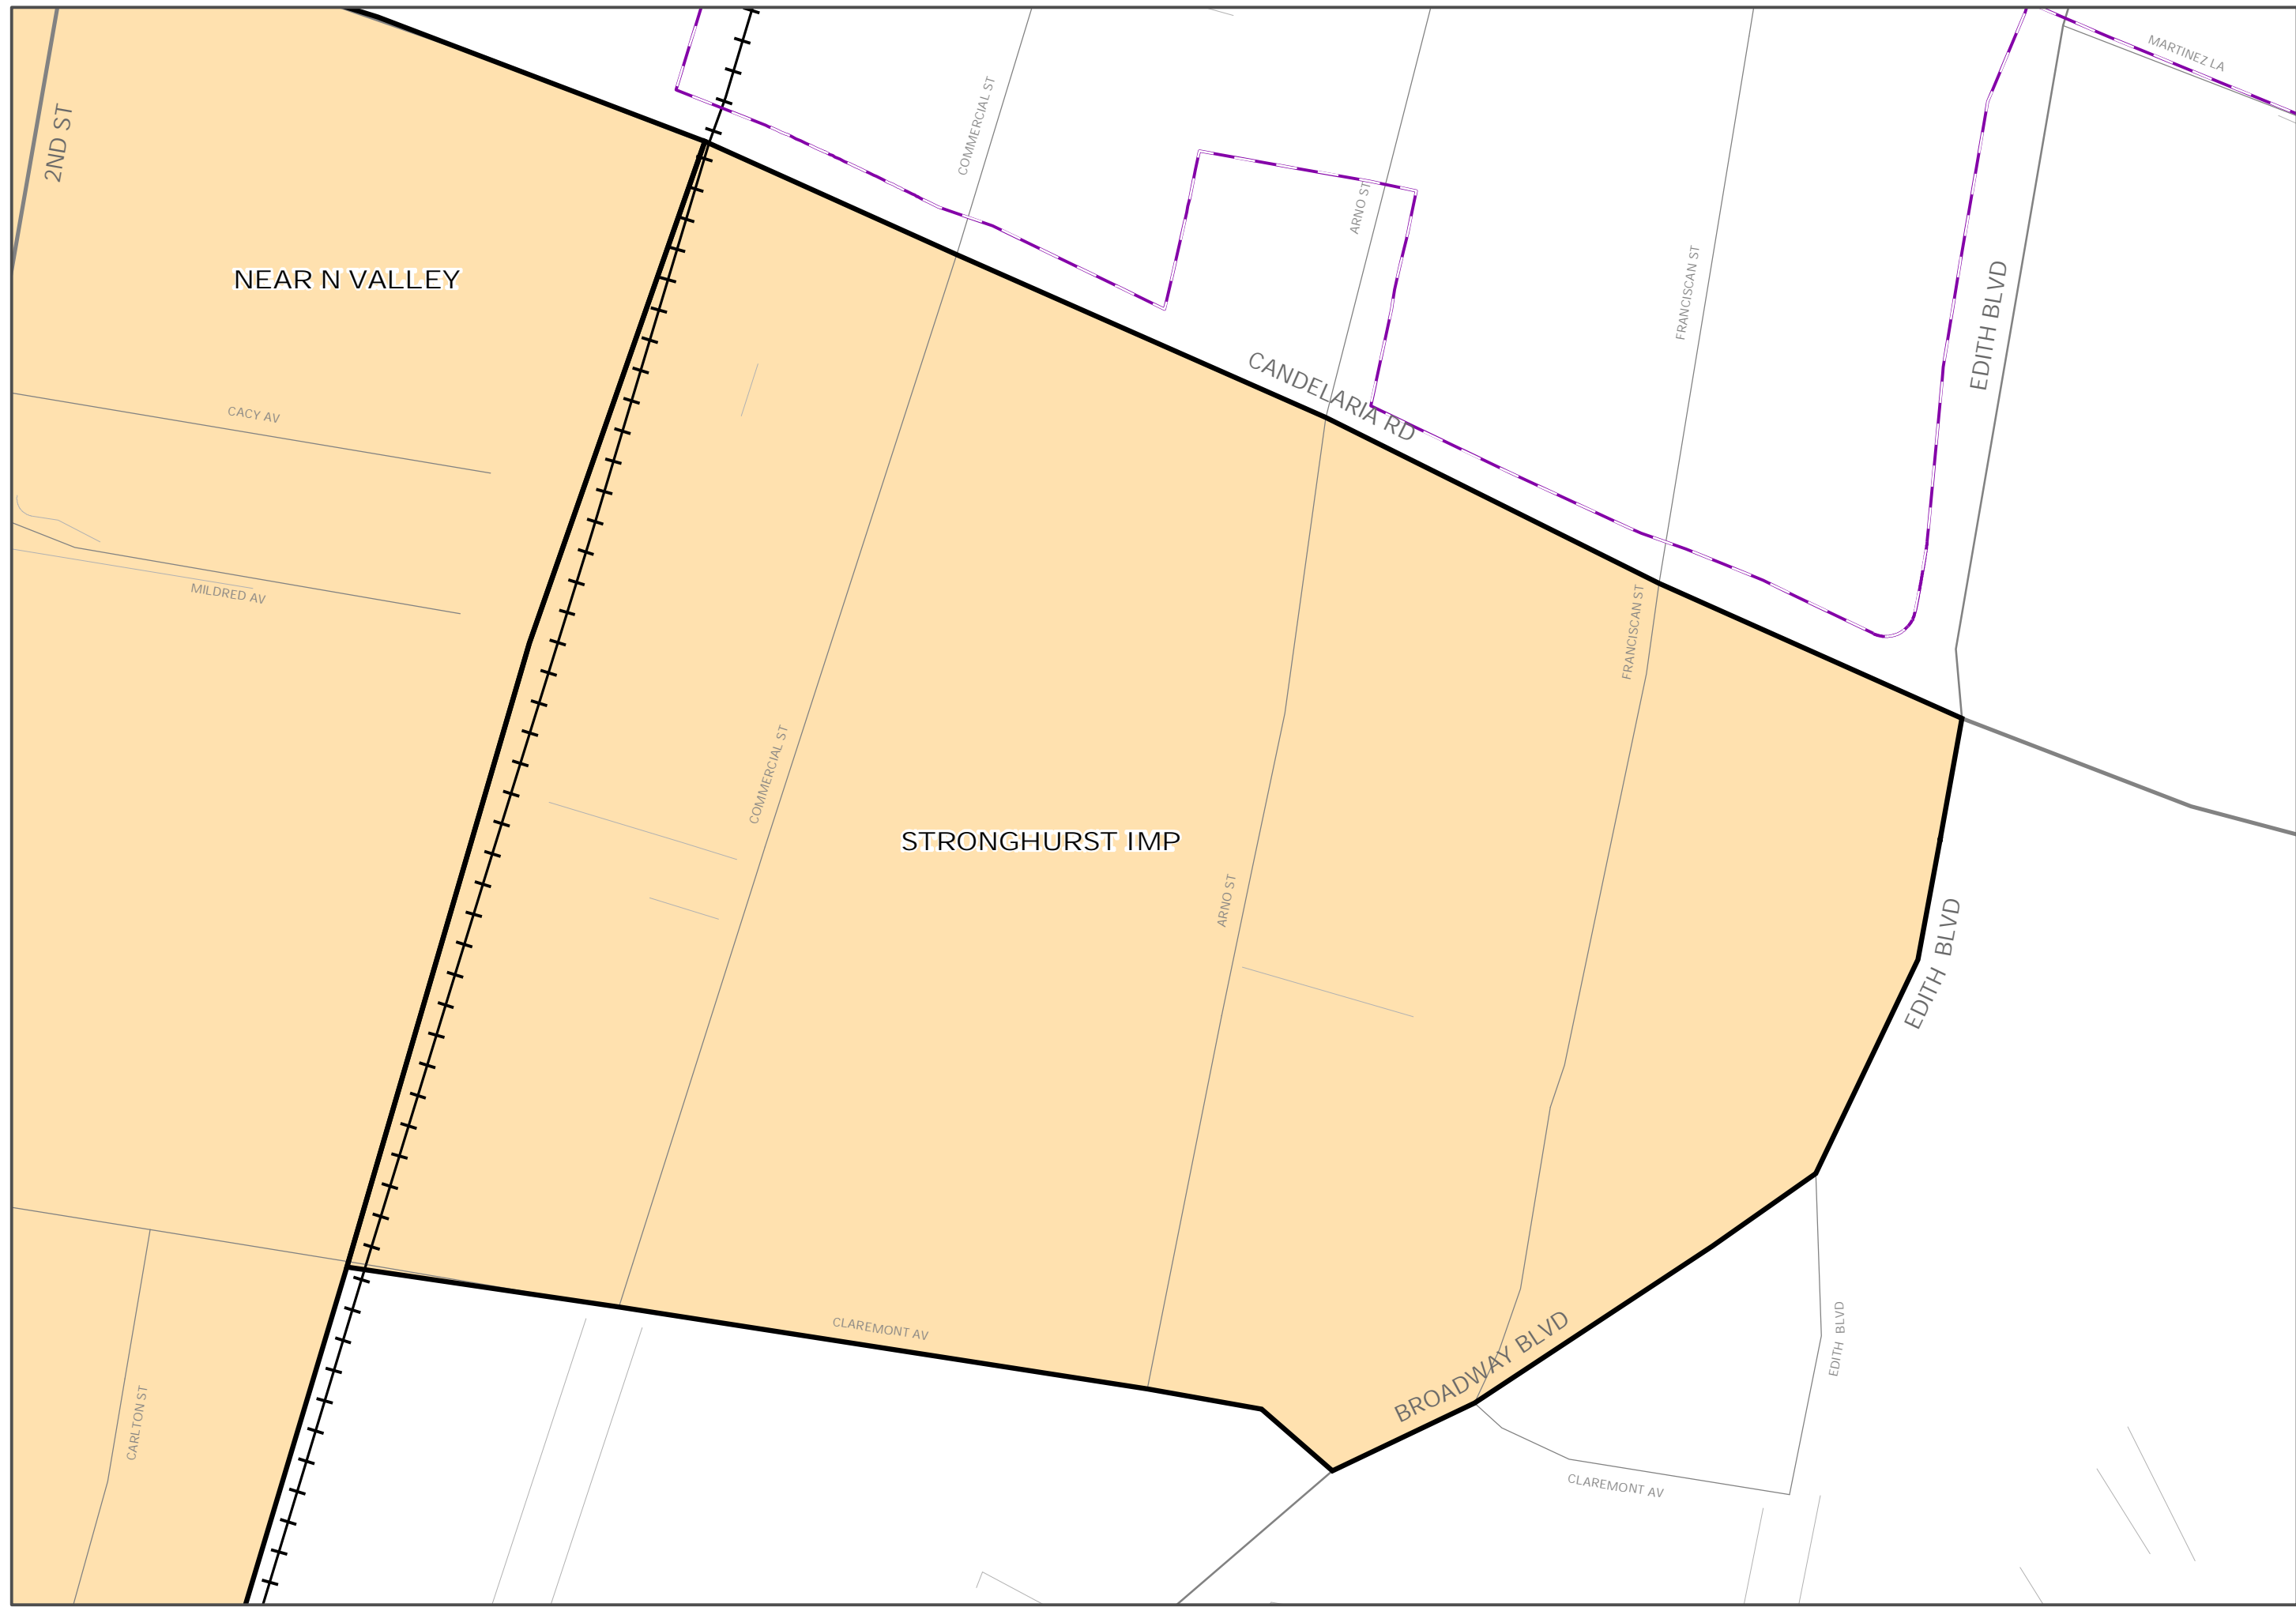 MARTINEZ LA
COMMERCIAL ST
2ND ST
ARNO ST
NEAR N VALLEY
FRANCISCAN ST
EDITH BLVD
CANDELARIA RD
CACY AV
MILDRED AV
FRANCISCAN ST
COMMERCIAL ST
STRONGHURST IMP
ARNO ST
EDITH BLVD
CLAREMONT AV
EDITH BLVD
BROADWAY BLVD
CARLTON ST
CLAREMONT AV